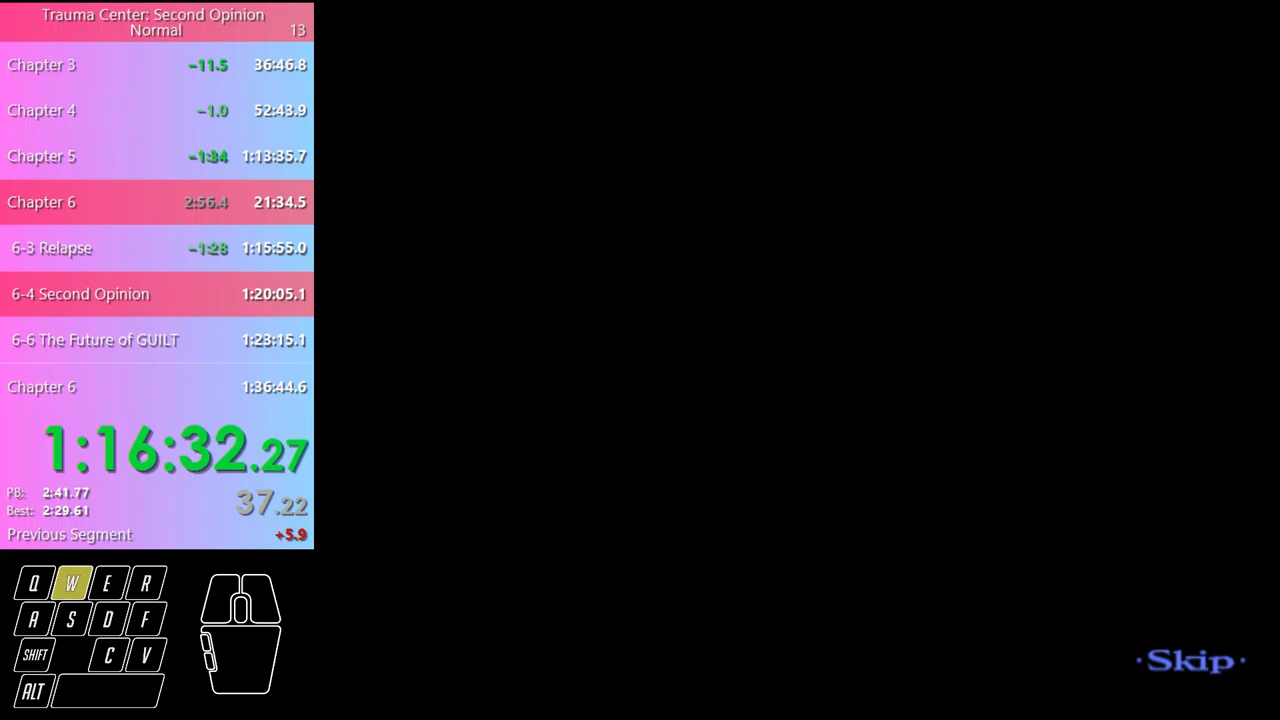 Trauma Center: Second Opinion
Normal 13
Chapter 3 −11.5 36:46.8
Chapter 4 −1.0 52:43.9
Chapter 5 −1:34 1:13:35.7
Chapter 6 2:56.4 21:34.5
6-3 Relapse −1:28 1:15:55.0
6-4 Second Opinion 1:20:05.1
6-6 The Future of GUILT 1:23:15.1
Chapter 6 1:36:44.6
1:16:32.27
PB: 2:41.77 37.22
Best: 2:29.61
Previous Segment +5.9
Q W E R
A S D F
SHIFT C V
ALT
·Skip·